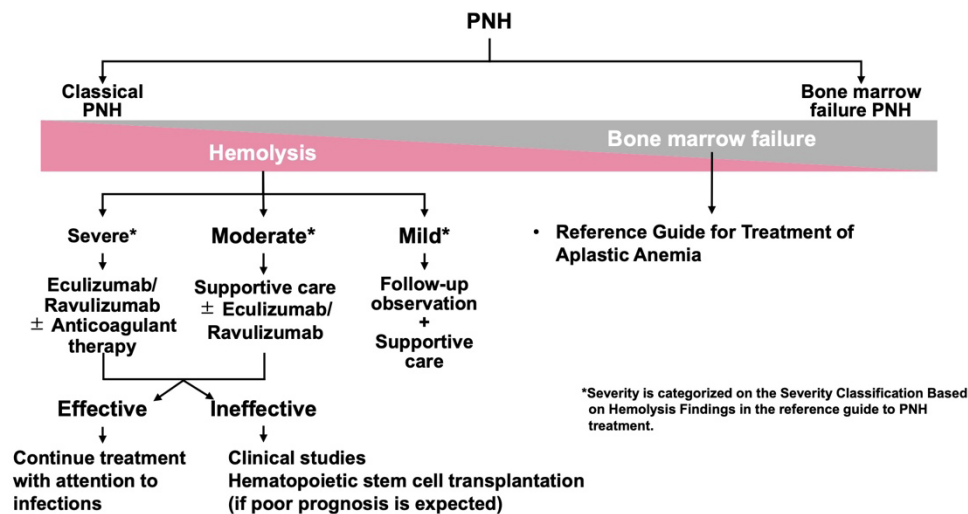 PNH
Classical
PNH
Bone marrow
failure PNH
Bone marrow failure
Hemolysis
Severe*
Moderate*
Mild*
• Reference Guide for Treatment of
Aplastic Anemia
Eculizumab/
Ravulizumab
± Anticoagulant
therapy
Supportive care
± Eculizumab/
Ravulizumab
Follow-up
observation
+
Supportive
care
*Severity is categorized on the Severity Classification Based
on Hemolysis Findings in the reference guide to PNH
treatment.
Effective
Ineffective
Continue treatment
with attention to
infections
Clinical studies
Hematopoietic stem cell transplantation
(if poor prognosis is expected)